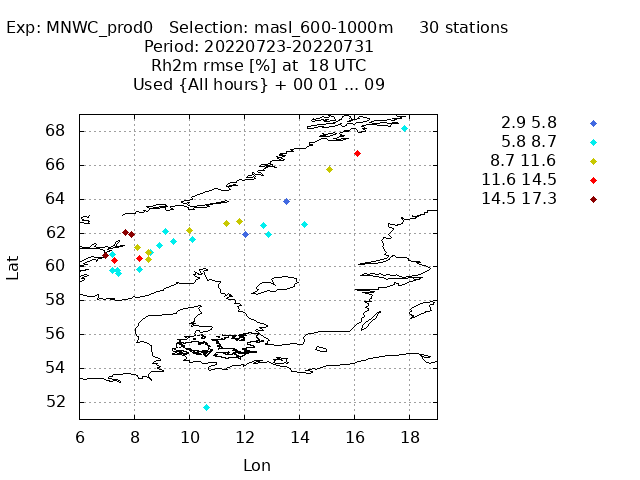 Exp: MNWC_prod0   Selection: masl_600-1000m     30 stations
Period: 20220723-20220731
Rh2m rmse [%] at  18 UTC
Used {All hours} + 00 01 ... 09
2.9 5.8
5.8 8.7
8.7 11.6
11.6 14.5
14.5 17.3
68
66
64
62
60
58
56
54
52
Lat
6 8 10 12 14 16 18
Lon